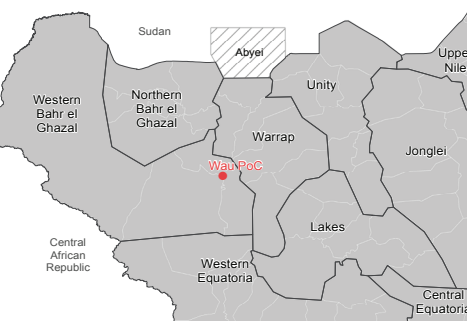 Sudan
Abyei
Upper
Nile
Unity
Western
Bahr el
Ghazal
Northern
Bahr el
Ghazal
Warrap
Jonglei
Wau PoC
Lakes
Central
African
Republic
Western
Equatoria
Central
Equatoria